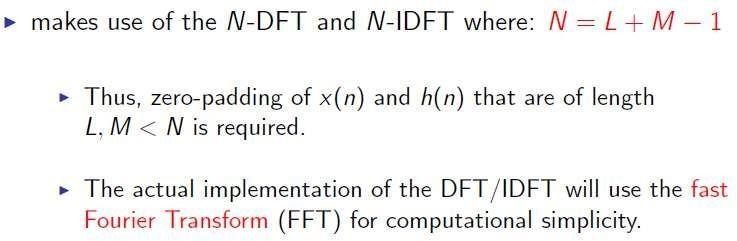 ▸ makes use of the N-DFT and N-IDFT where: N = L + M − 1
▸ Thus, zero-padding of x(n) and h(n) that are of length
L, M < N is required.
▸ The actual implementation of the DFT/IDFT will use the fast
Fourier Transform (FFT) for computational simplicity.